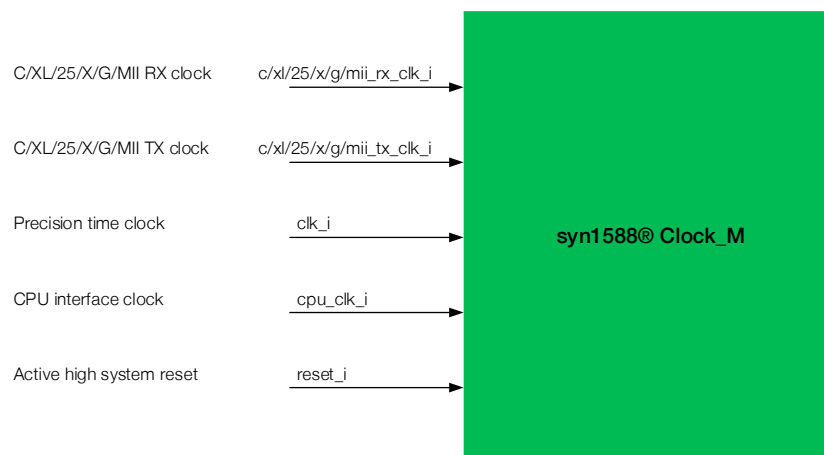 C/XL/25/X/G/MII RX clock c/xl/25/x/g/mii_rx_clk_i
C/XL/25/X/G/MII TX clock c/xl/25/x/g/mii_tx_clk_i
Precision time clock clk_i
syn1588® Clock_M
CPU interface clock cpu_clk_i
Active high system reset reset_i